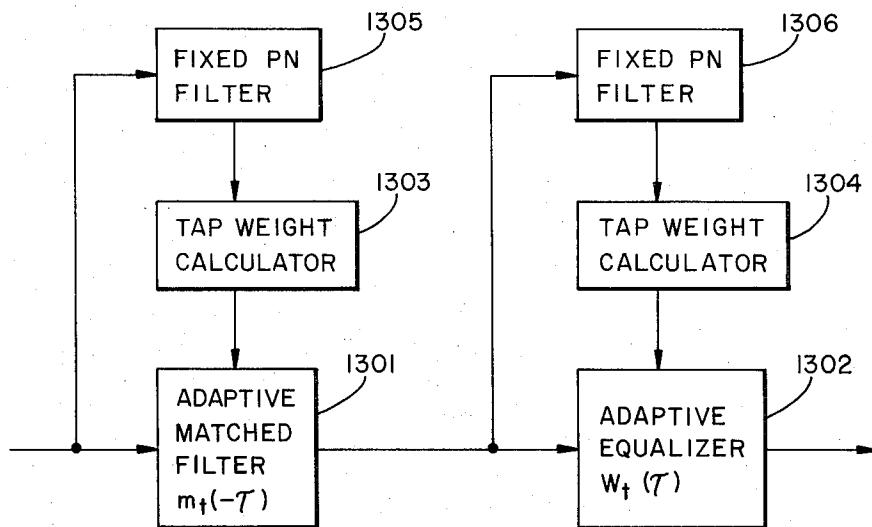 1305
FIXED PN
FILTER
1306
FIXED PN
FILTER
1303
TAP WEIGHT
CALCULATOR
1304
TAP WEIGHT
CALCULATOR
1301
ADAPTIVE
MATCHED
FILTER
m_t(-τ)
1302
ADAPTIVE
EQUALIZER
W_t(τ)